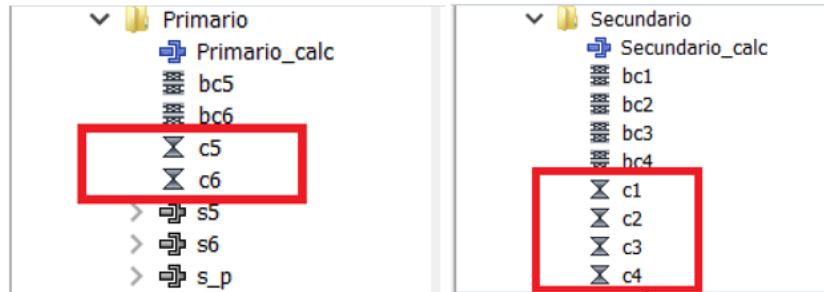 Primario
Primario_calc
bc5
bc6
c5
c6
s5
s6
s_p
Secundario
Secundario_calc
bc1
bc2
bc3
bc4
c1
c2
c3
c4